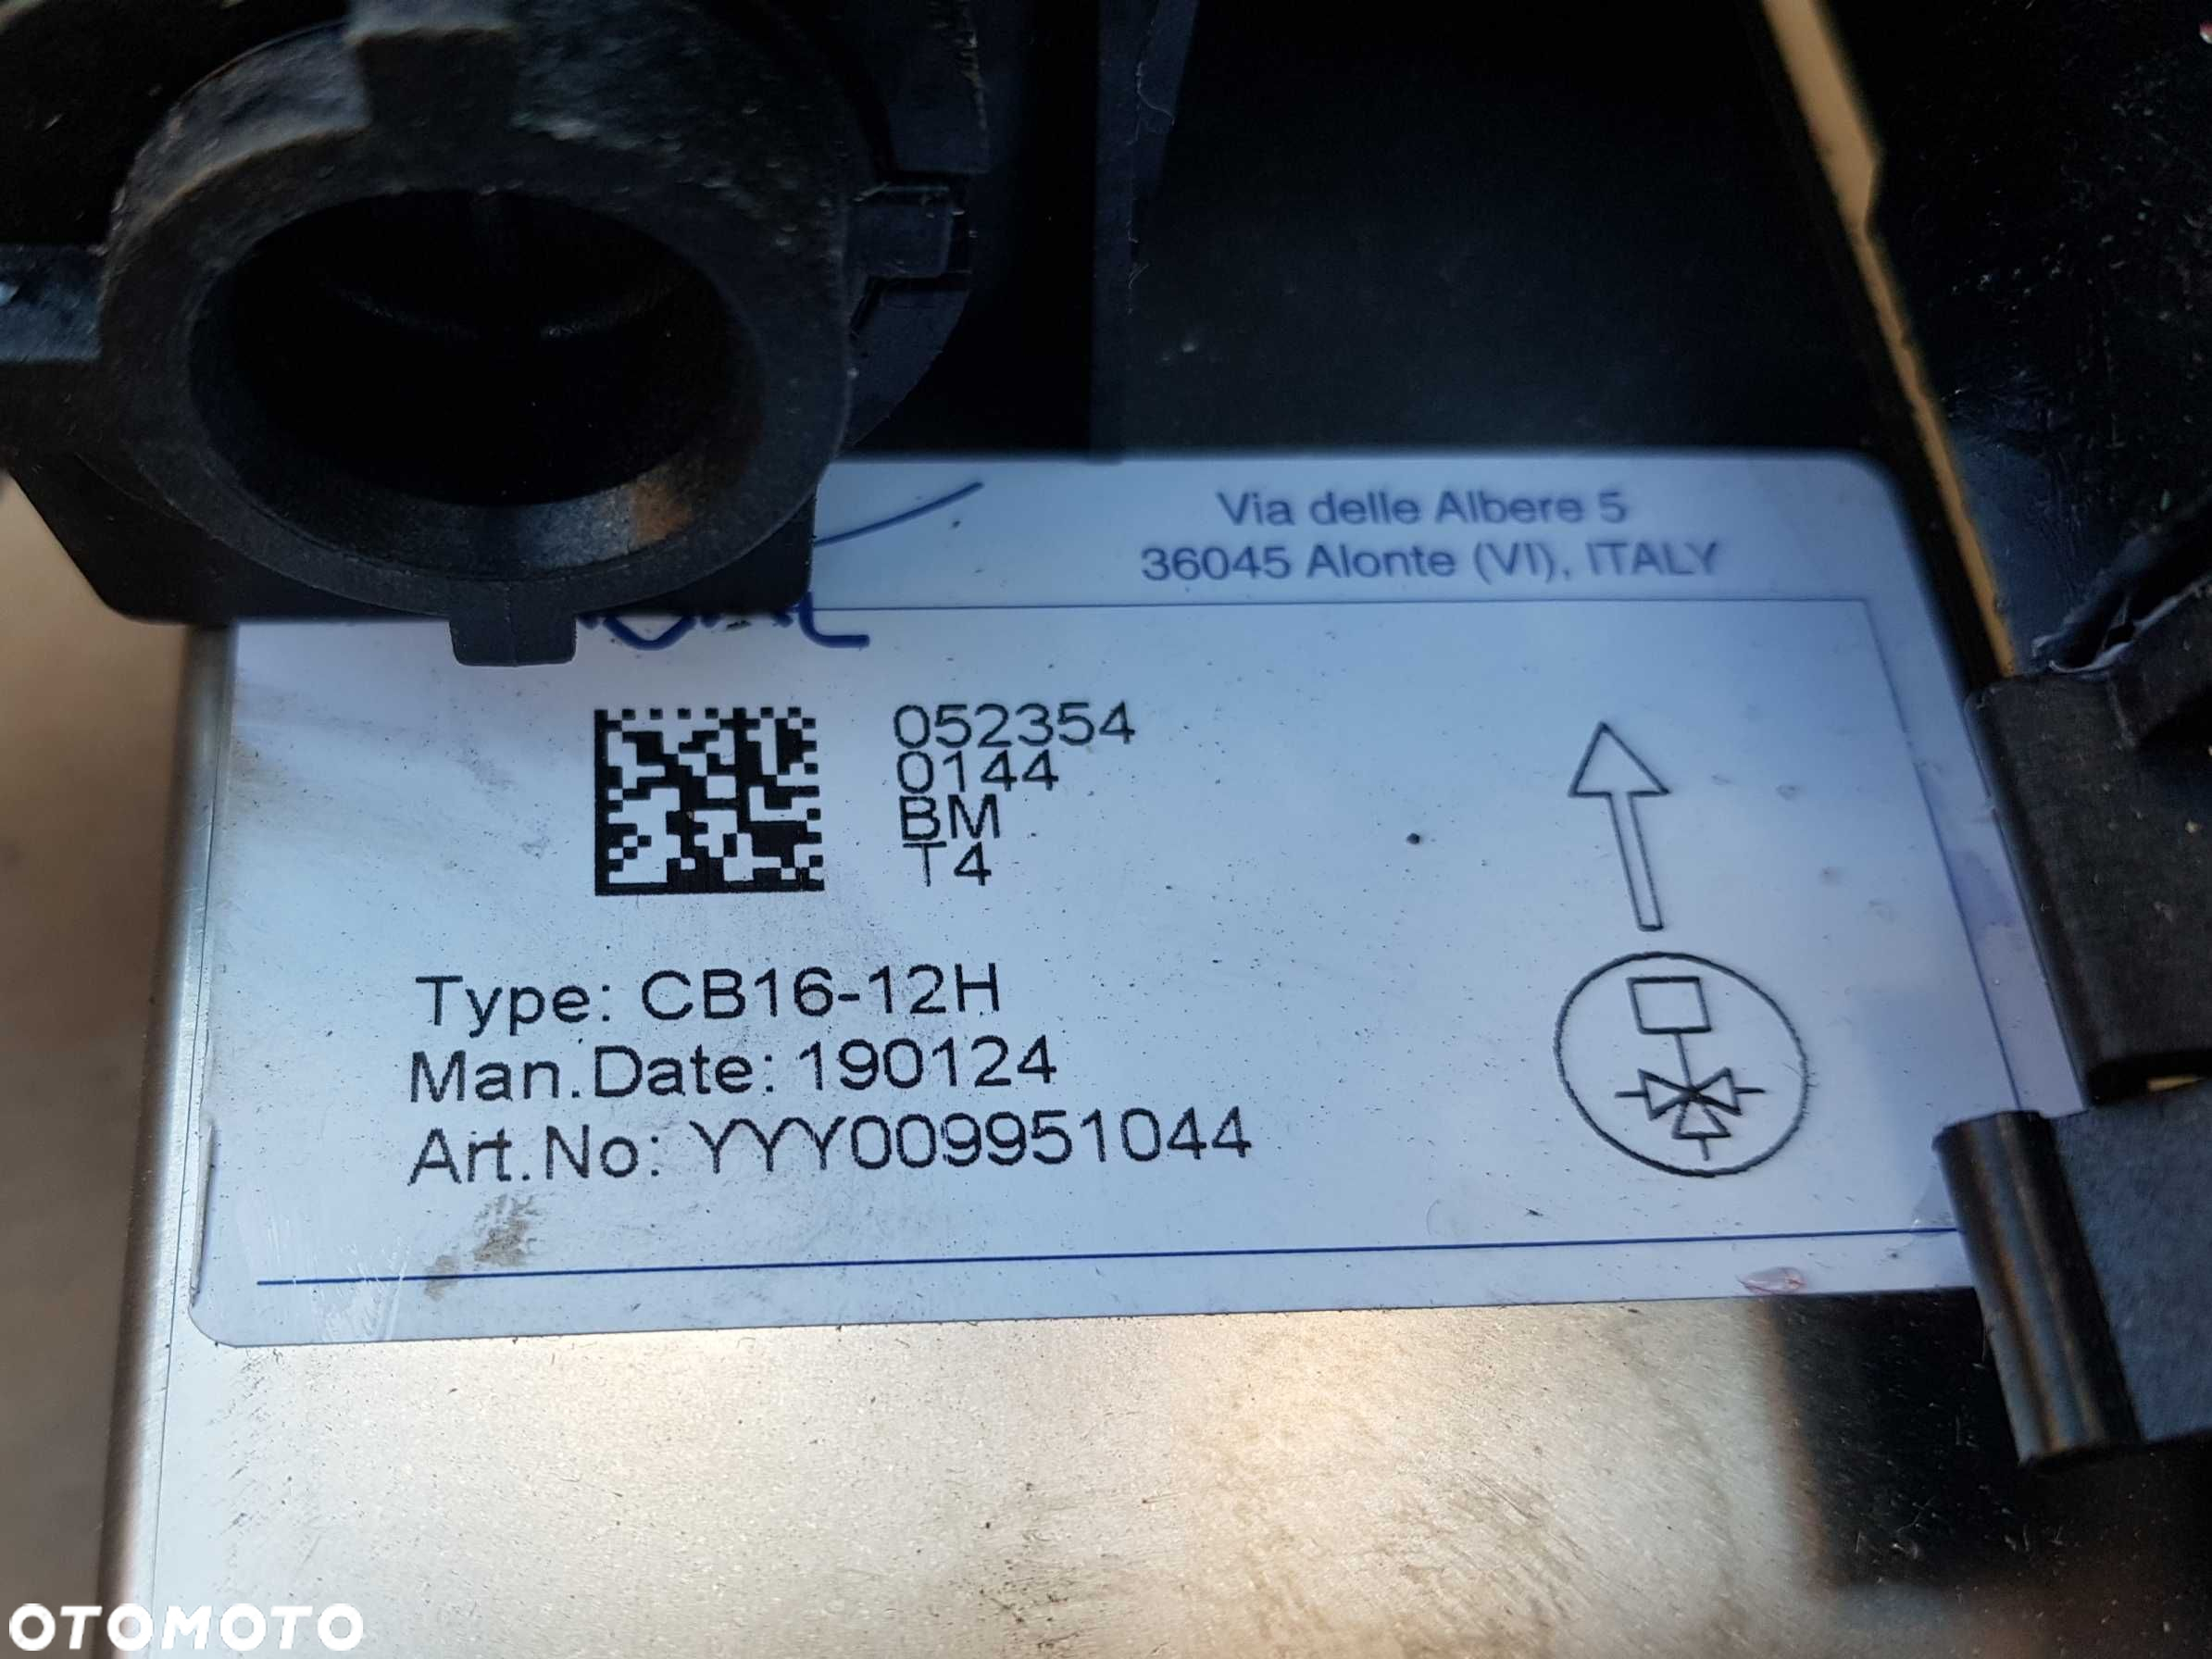 Via delle Albere 5
36045 Alonte (VI), ITALY
052354
0144
BM
T4
Type: CB16-12H
Man.Date: 190124
Art.No: YYY009951044
OTOMOTO